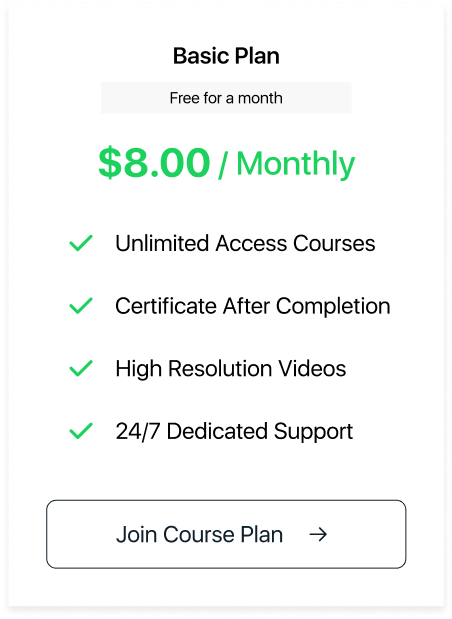 Basic Plan
Free for a month
$8.00 / Monthly
Unlimited Access Courses
Certificate After Completion
High Resolution Videos
24/7 Dedicated Support
Join Course Plan